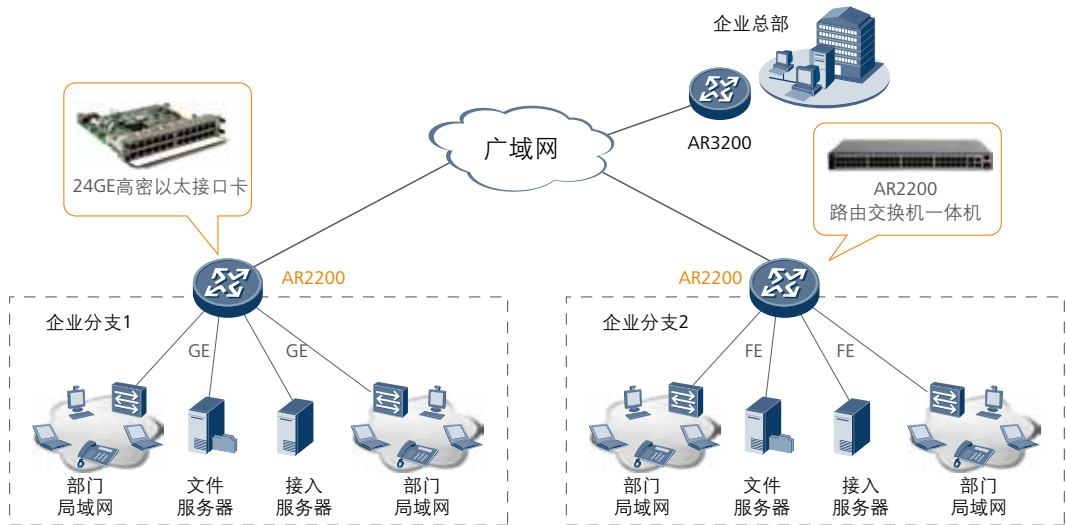 企业总部
AR3200
广域网
24GE高密以太接口卡
AR2200
路由交换机一体机
AR2200
AR2200
企业分支1
GE
GE
部门
局域网
文件
服务器
接入
服务器
部门
局域网
企业分支2
FE
FE
部门
局域网
文件
服务器
接入
服务器
部门
局域网